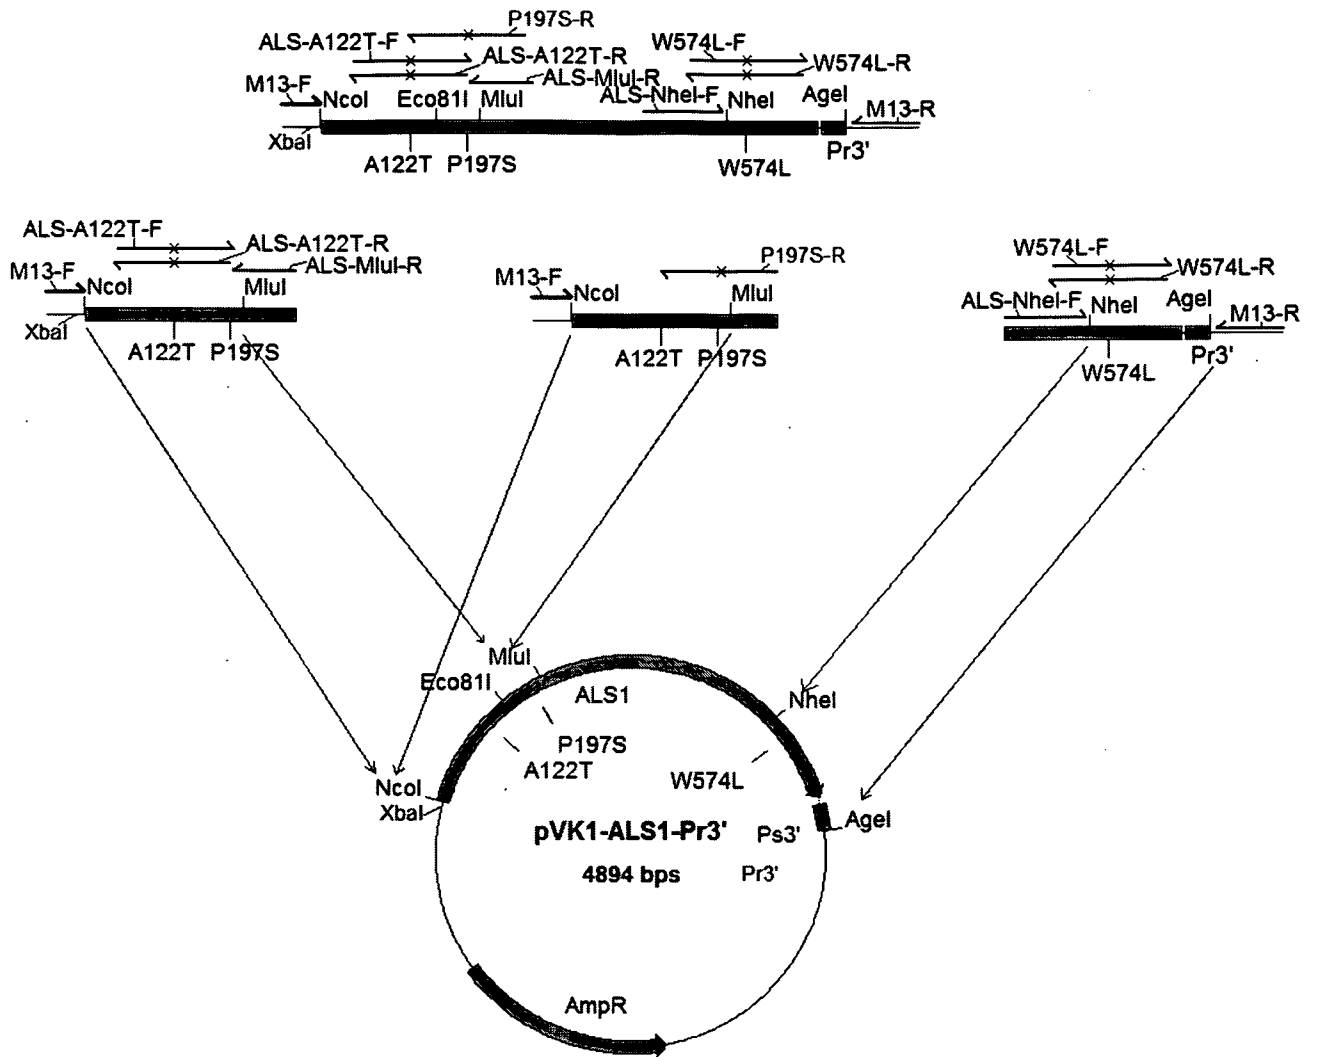 P197S-R
ALS-A122T-F
ALS-A122T-R
W574L-F
W574L-R
M13-F
ALS-MluI-R
ALS-NheI-F
NcoI
Eco81I
MluI
NheI
AgeI
M13-R
XbaI
Pr3'
A122T
P197S
W574L
ALS-A122T-F
ALS-A122T-R
M13-F
ALS-MluI-R
NcoI
MluI
XbaI
A122T
P197S
P197S-R
M13-F
NcoI
MluI
A122T
P197S
W574L-F
W574L-R
ALS-NheI-F
NheI
AgeI
M13-R
Pr3'
W574L
MluI
Eco81I
ALS1
NheI
P197S
A122T
W574L
NcoI
XbaI
AgeI
pVK1-ALS1-Pr3'
Ps3'
4894 bps
Pr3'
AmpR